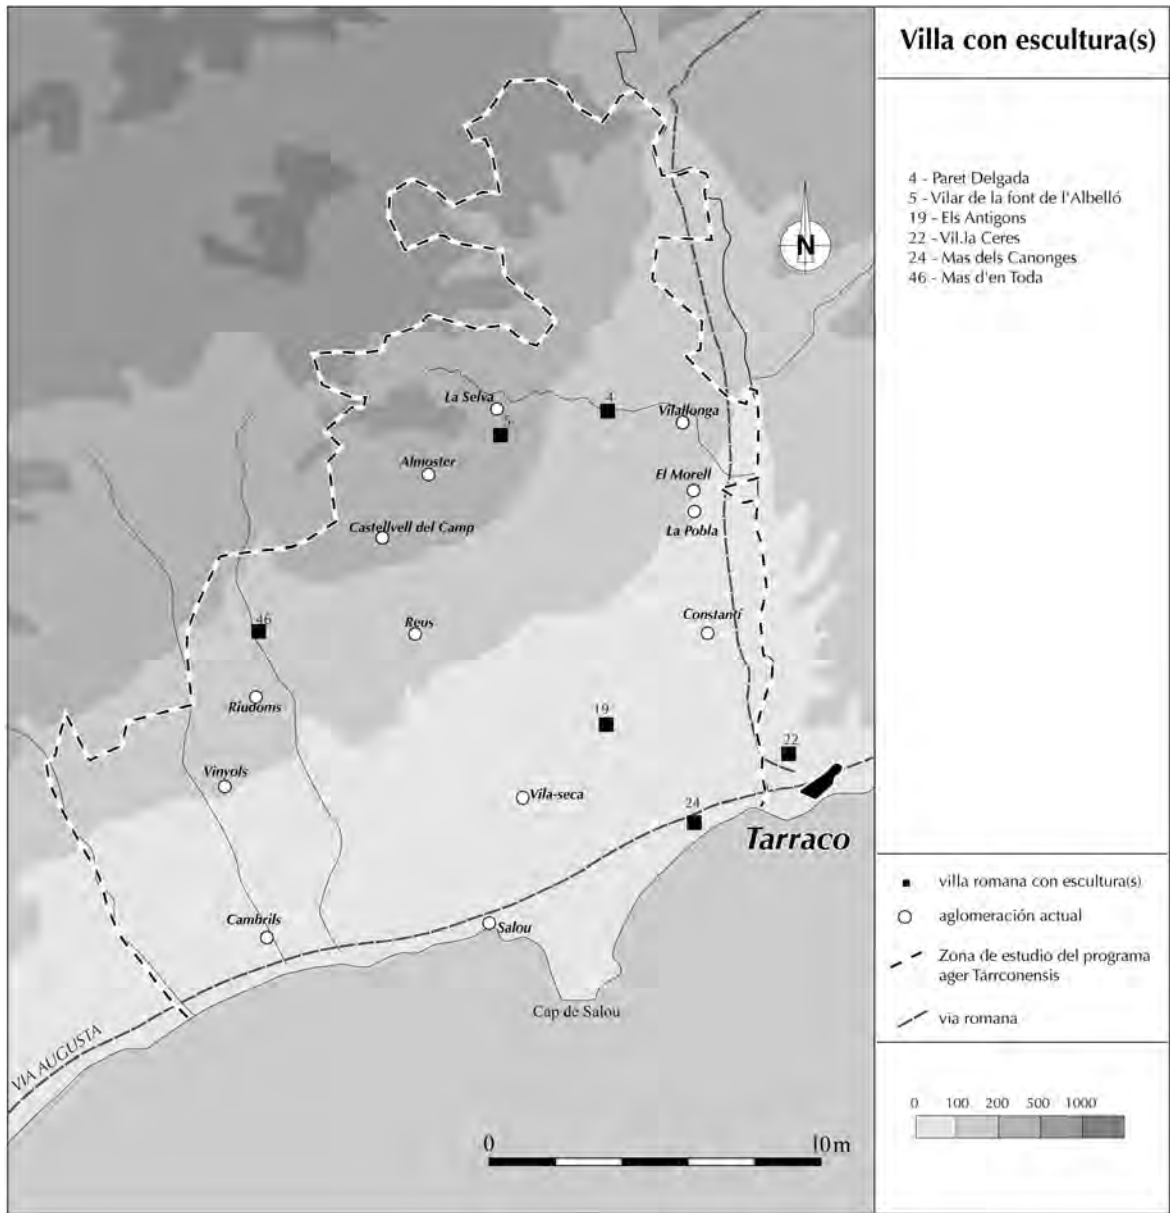 Villa con escultura(s)
4 - Paret Delgada
5 - Vilar de la font de l'Albelló
19 - Els Antigons
22 - Vil.la Ceres
24 - Mas dels Canonges
46 - Mas d'en Toda
N
La Selva
4
Vilallonga
5
Almoster
El Morell
La Pobla
Castellvell del Camp
46
Reus
Constantí
Riudoms
19
22
Vinyols
Vila-seca
24
Tarraco
Cambrils
Salou
Cap de Salou
VIA AUGUSTA
0 10 m
villa romana con escultura(s)
aglomeración actual
Zona de estudio del programa
ager Tarrconensis
via romana
0 100 200 500 1000